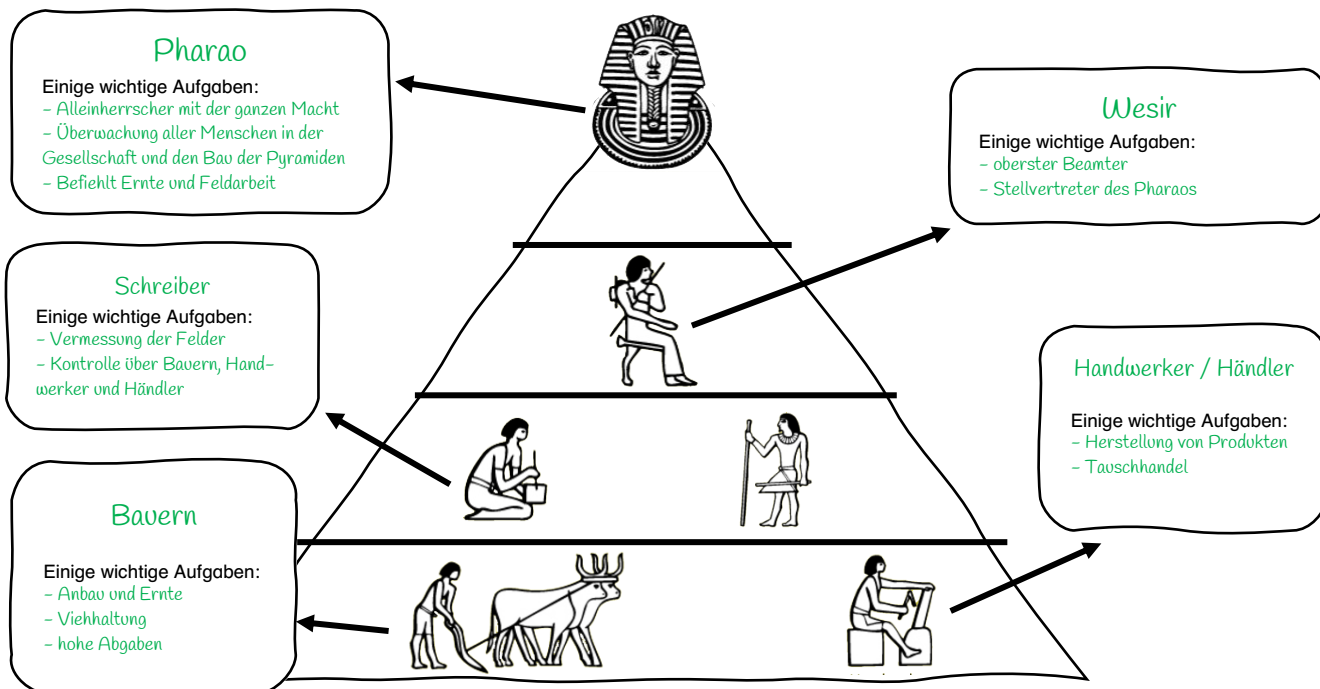 Pharao
Einige wichtige Aufgaben:
- Alleinherrscher mit der ganzen Macht
- Überwachung aller Menschen in der
Gesellschaft und den Bau der Pyramiden
- Befiehlt Ernte und Feldarbeit
Wesir
Einige wichtige Aufgaben:
- oberster Beamter
- Stellvertreter des Pharaos
Schreiber
Einige wichtige Aufgaben:
- Vermessung der Felder
- Kontrolle über Bauern, Hand-
werker und Händler
Handwerker / Händler
Einige wichtige Aufgaben:
- Herstellung von Produkten
- Tauschhandel
Bauern
Einige wichtige Aufgaben:
- Anbau und Ernte
- Viehhaltung
- hohe Abgaben